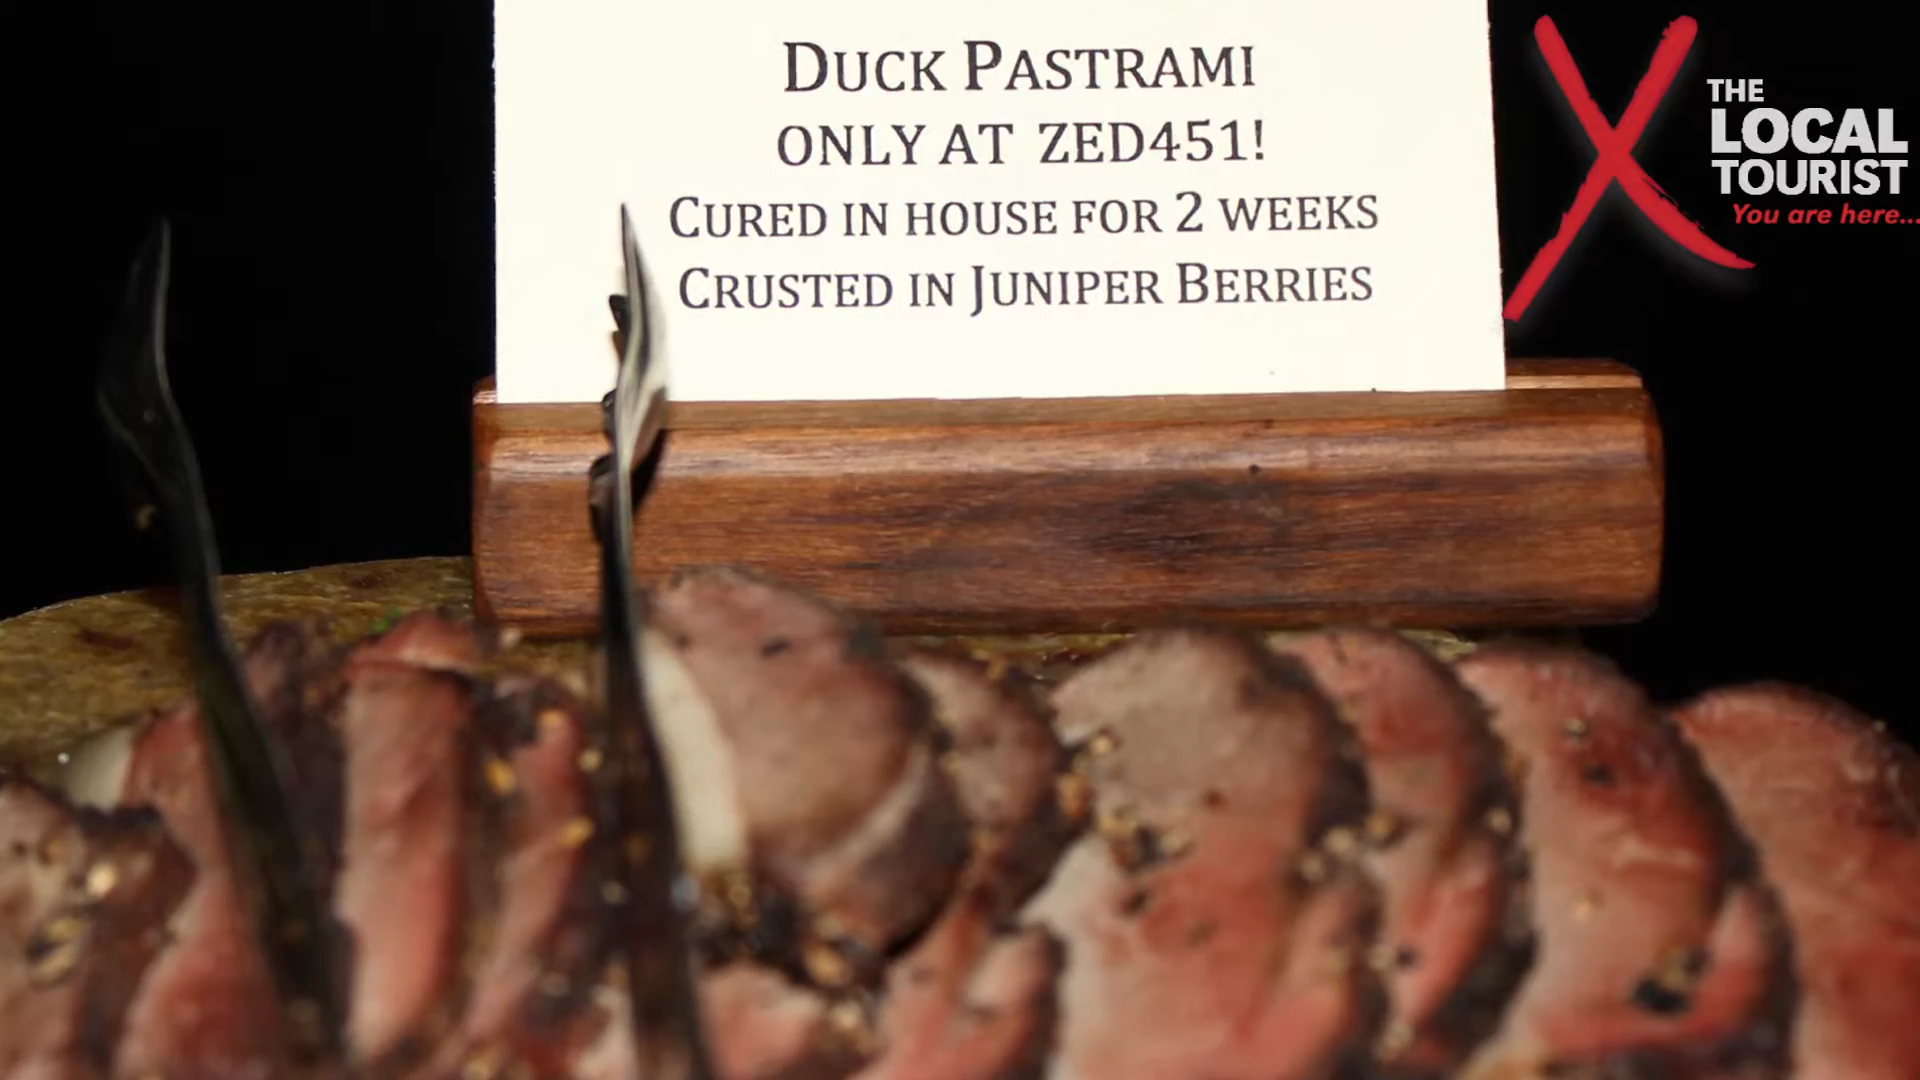 DUCK PASTRAMI
ONLY AT ZED451!
CURED IN HOUSE FOR 2 WEEKS
CRUSTED IN JUNIPER BERRIES
THE
LOCAL
TOURIST
You are here...